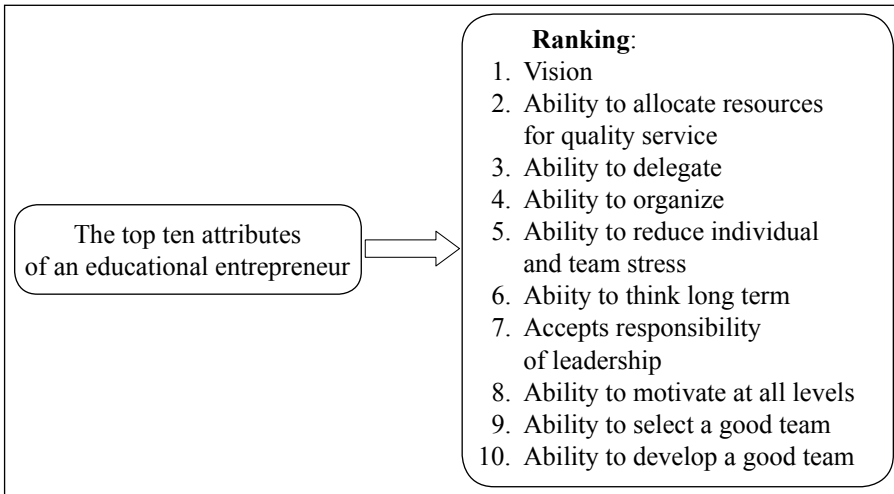 The top ten attributes
of an educational entrepreneur
Ranking:
1. Vision
2. Ability to allocate resources
for quality service
3. Ability to delegate
4. Ability to organize
5. Ability to reduce individual
and team stress
6. Abiity to think long term
7. Accepts responsibility
of leadership
8. Ability to motivate at all levels
9. Ability to select a good team
10. Ability to develop a good team